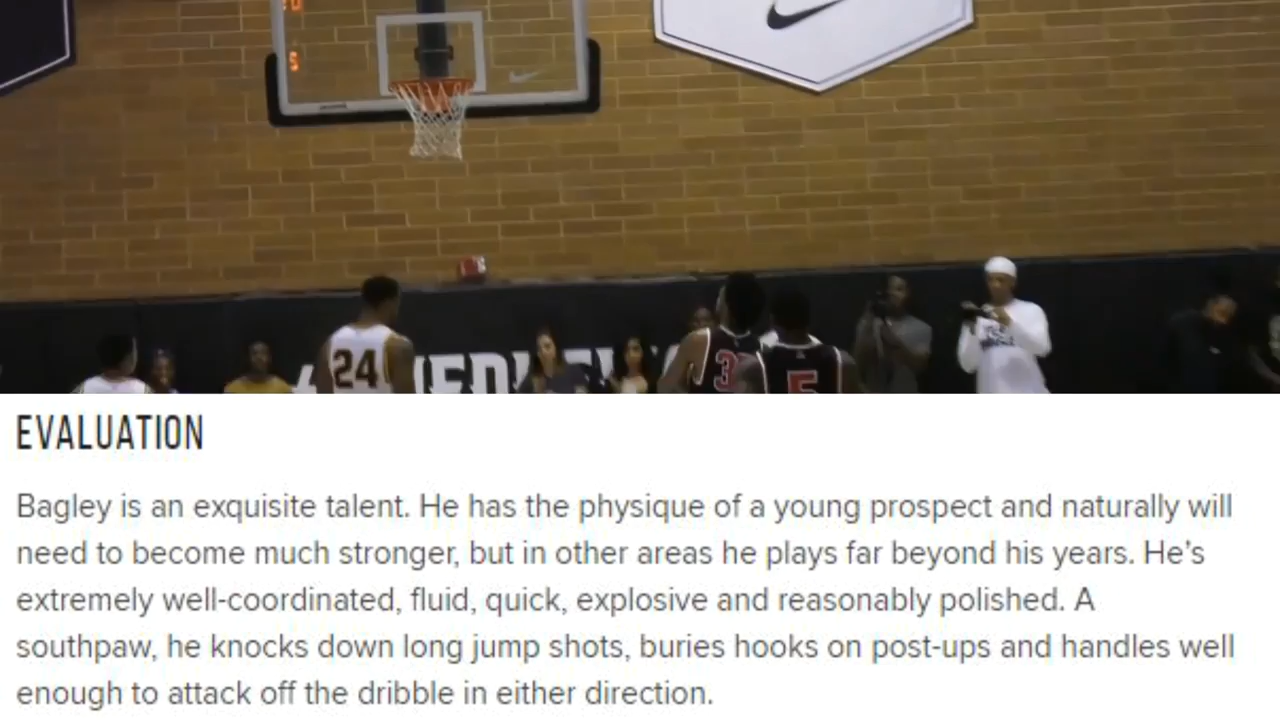 24
3
5
EVALUATION
Bagley is an exquisite talent. He has the physique of a young prospect and naturally will
need to become much stronger, but in other areas he plays far beyond his years. He’s
extremely well-coordinated, fluid, quick, explosive and reasonably polished. A
southpaw, he knocks down long jump shots, buries hooks on post-ups and handles well
enough to attack off the dribble in either direction.